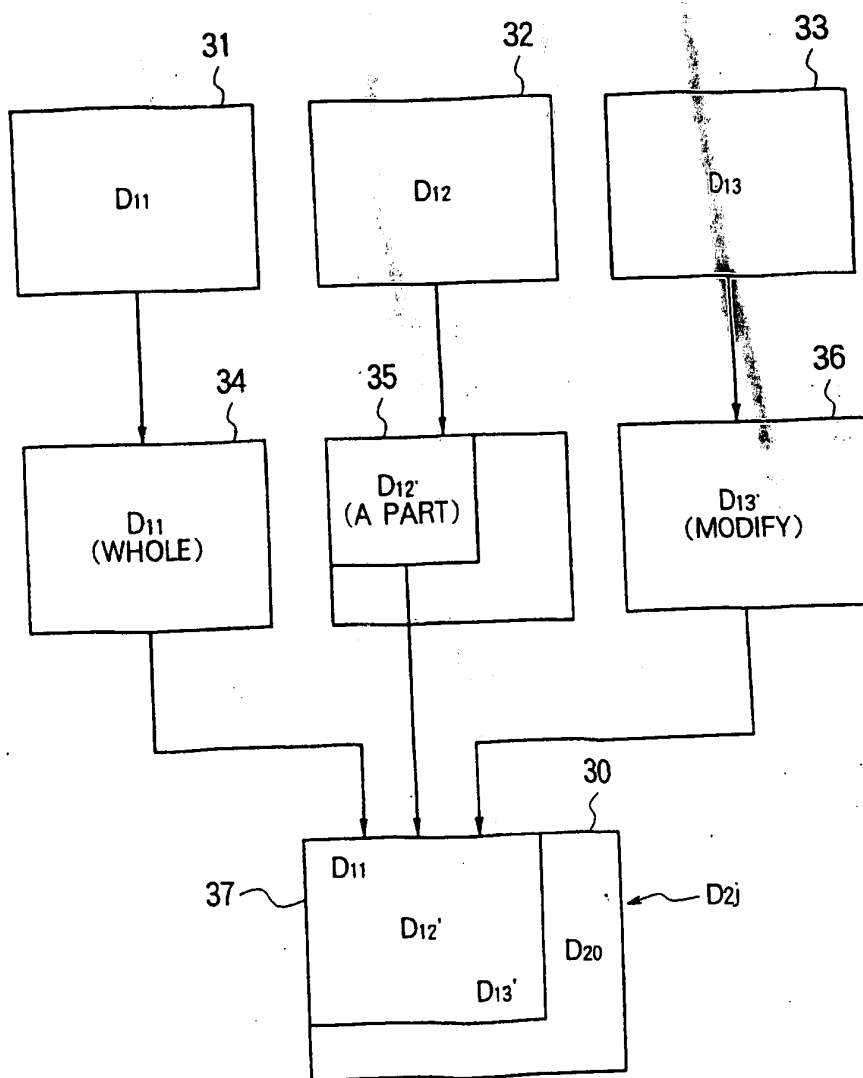 31
32
33
D11
D12
D13
34
35
36
D11
(WHOLE)
D12'
(A PART)
D13'
(MODIFY)
30
D11
37
D12'
D20
D2j
D13'